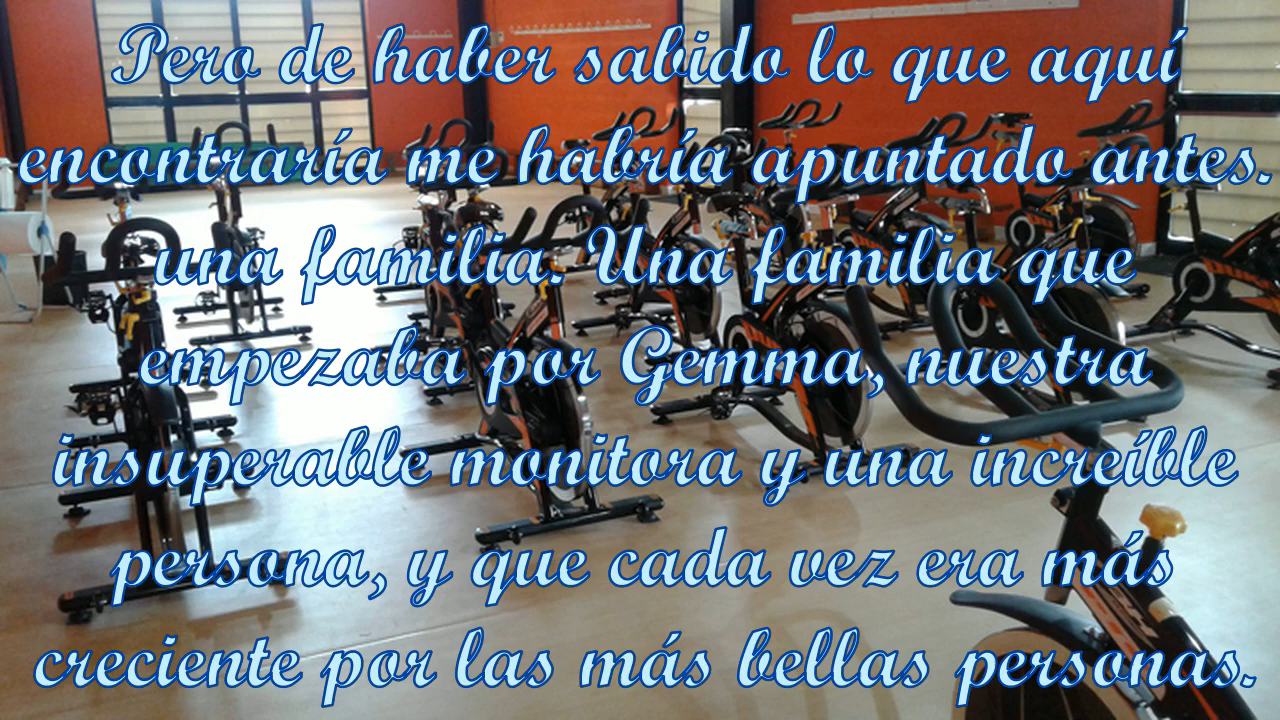 Pero de haber sabido lo que aquí
encontraría me habría apuntado antes.
una familia. Una familia que
empezaba por Gemma, nuestra
insuperable monitora y una increíble
persona, y que cada vez era más
creciente por las más bellas personas.